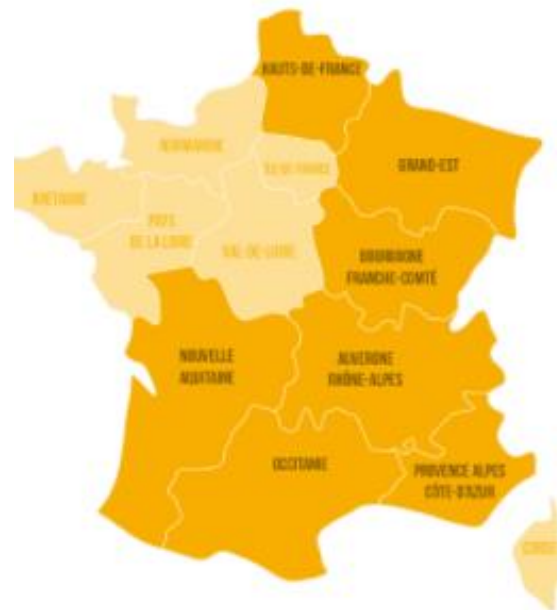 HAUTS-DE-FRANCE
NORMANDIE
ILE-DE-FRANCE
GRAND-EST
BRETAGNE
PAYS
DE LA LOIRE
VAL-DE-LOIRE
BOURGOGNE
FRANCHE-COMTÉ
NOUVELLE
AQUITAINE
AUVERGNE
RHÔNE-ALPES
OCCITANIE
PROVENCE ALPES
CÔTE-D'AZUR